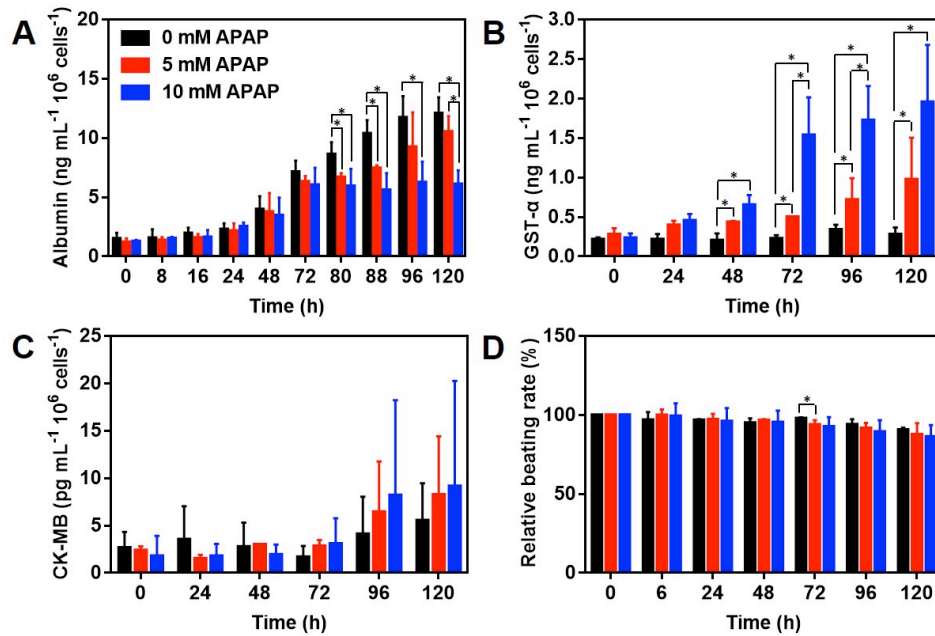 A
0 mM APAP
5 mM APAP
10 mM APAP
Albumin (ng mL⁻¹ 10⁶ cells⁻¹)
20
15
10
5
0
* * * * * * *
0 8 16 24 48 72 80 88 96 120
Time (h)
B
GST-α (ng mL⁻¹ 10⁶ cells⁻¹)
3.0
2.5
2.0
1.5
1.0
0.5
0.0
* * * * * * * * * *
0 24 48 72 96 120
Time (h)
C
CK-MB (pg mL⁻¹ 10⁶ cells⁻¹)
25
20
15
10
5
0
0 24 48 72 96 120
Time (h)
D
Relative beating rate (%)
150
100
50
0
*
0 6 24 48 72 96 120
Time (h)